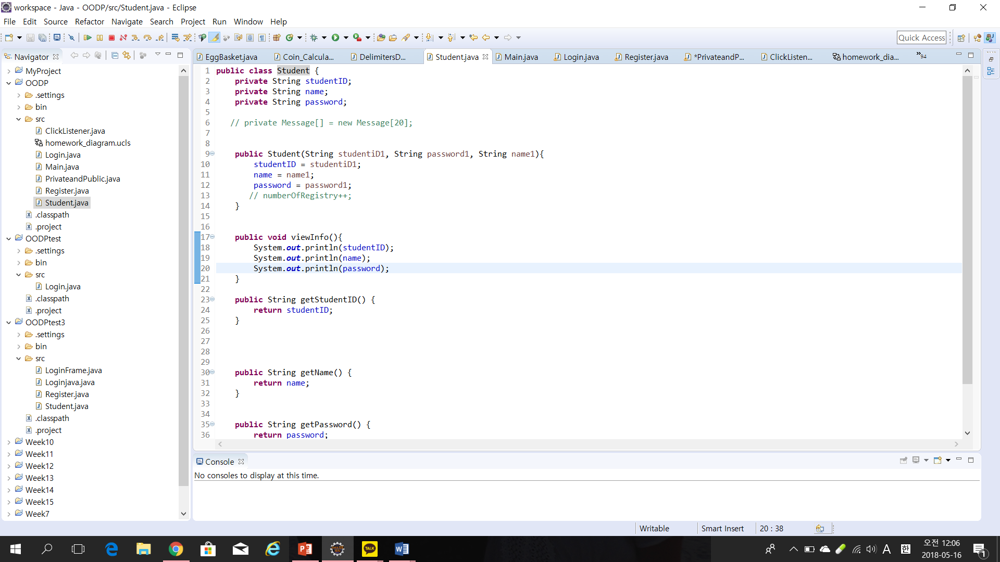 workspace - Java - OODP/src/Student.java - Eclipse
File Edit Source Refactor Navigate Search Project Run Window Help
Quick Access
Navigator
MyProject
OODP
.settings
bin
src
ClickListener.java
homework_diagram.ucls
Login.java
Main.java
PrivateandPublic.java
Register.java
Student.java
.classpath
.project
OODPtest
.settings
bin
src
Login.java
.classpath
.project
OODPtest3
.settings
bin
src
LoginFrame.java
Loginjava.java
Register.java
Student.java
.classpath
.project
Week10
Week11
Week12
Week13
Week14
Week15
Week7
EggBasket.java Coin_Calcula... DelimitersD... Student.java Main.java Login.java Register.java *PrivateandP... ClickListen... homework_dia... »94
1 public class Student {
2 private String studentID;
3 private String name;
4 private String password;
5
6 // private Message[] = new Message[20];
7
8
9 public Student(String studentiD1, String password1, String name1){
10 studentID = studentiD1;
11 name = name1;
12 password = password1;
13 // numberOfRegistry++;
14 }
15
16
17 public void viewInfo(){
18 System.out.println(studentID);
19 System.out.println(name);
20 System.out.println(password);
21 }
22
23 public String getStudentID() {
24 return studentID;
25 }
26
27
28
29
30 public String getName() {
31 return name;
32 }
33
34
35 public String getPassword() {
36 return password;
Console
No consoles to display at this time.
Writable Smart Insert 20 : 38
TALK
A 한 오전 12:06
2018-05-16
1